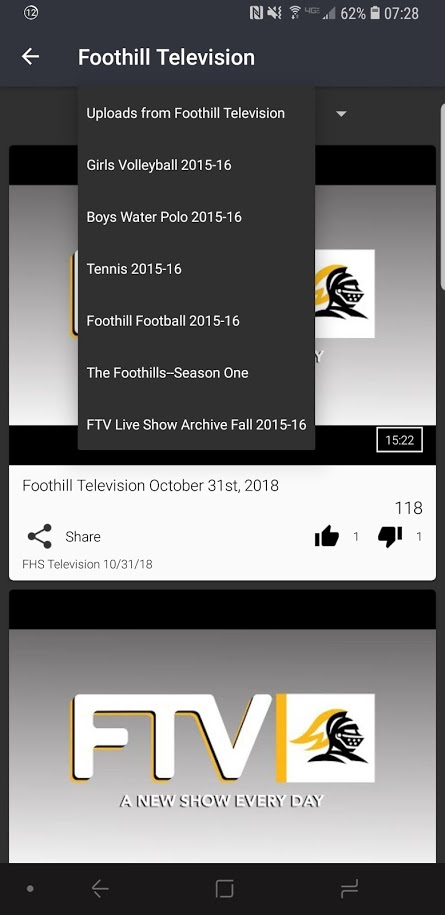 12
4GE 62% 07:28
Foothill Television
Uploads from Foothill Television
Girls Volleyball 2015-16
Boys Water Polo 2015-16
Tennis 2015-16
Foothill Football 2015-16
The Foothills--Season One
FTV Live Show Archive Fall 2015-16
Y
15:22
Foothill Television October 31st, 2018
118
Share
1
1
FHS Television 10/31/18
FTV
A NEW SHOW EVERY DAY